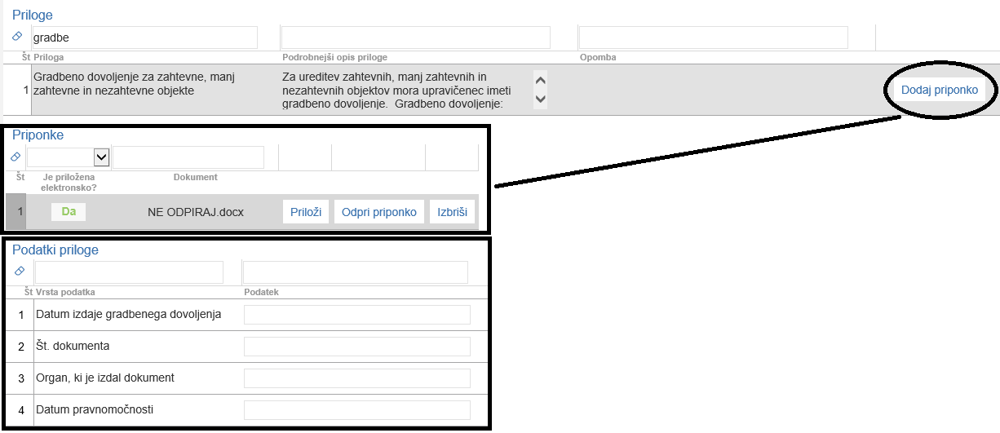 Priloge
gradbe
Št Priloga Podrobnejši opis priloge Opomba
1 Gradbeno dovoljenje za zahtevne, manj zahtevne in nezahtevne objekte
Za ureditev zahtevnih, manj zahtevnih in
nezahtevnih objektov mora upravičenec imeti
gradbeno dovoljenje. Gradbeno dovoljenje:
Dodaj priponko
Priponke
Št Je priložena elektronsko? Dokument
1 Da NE ODPIRAJ.docx Priloži Odpri priponko Izbriši
Podatki priloge
Št Vrsta podatka Podatek
1 Datum izdaje gradbenega dovoljenja
2 Št. dokumenta
3 Organ, ki je izdal dokument
4 Datum pravnomočnosti